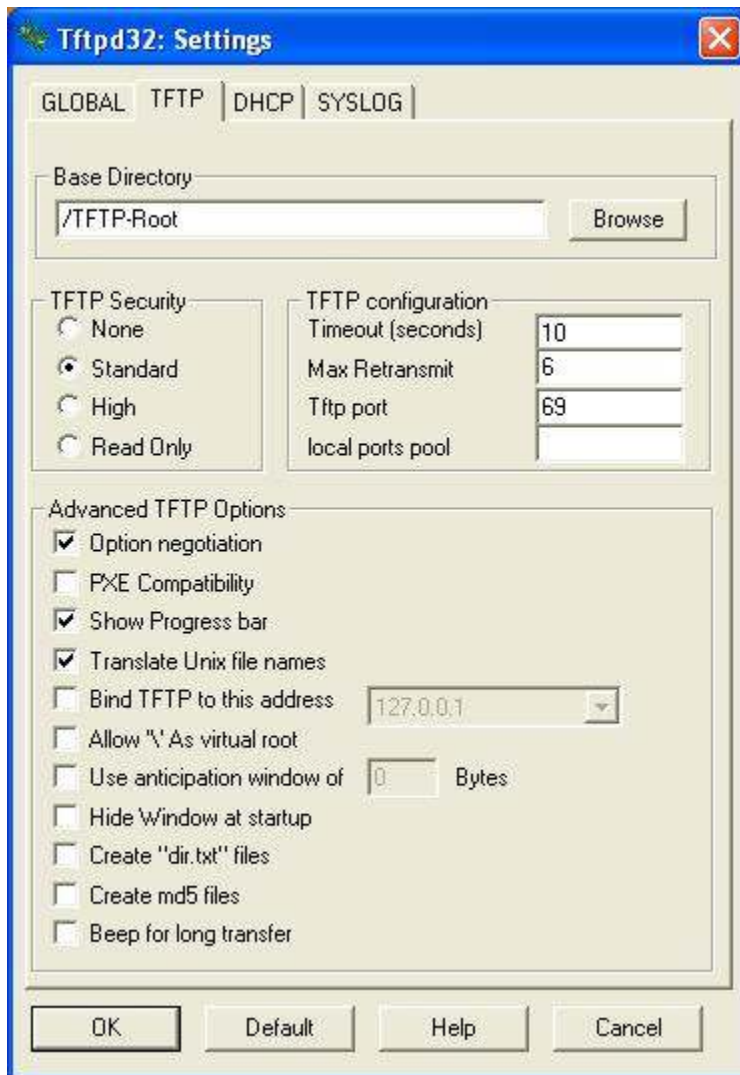 Tftpd32: Settings
GLOBAL TFTP DHCP SYSLOG
Base Directory
/TFTP-Root Browse
TFTP Security
None
Standard
High
Read Only
TFTP configuration
Timeout (seconds) 10
Max Retransmit 6
Tftp port 69
local ports pool
Advanced TFTP Options
Option negotiation
PXE Compatibility
Show Progress bar
Translate Unix file names
Bind TFTP to this address 127.0.0.1
Allow '\' As virtual root
Use anticipation window of 0 Bytes
Hide Window at startup
Create "dir.txt" files
Create md5 files
Beep for long transfer
OK Default Help Cancel